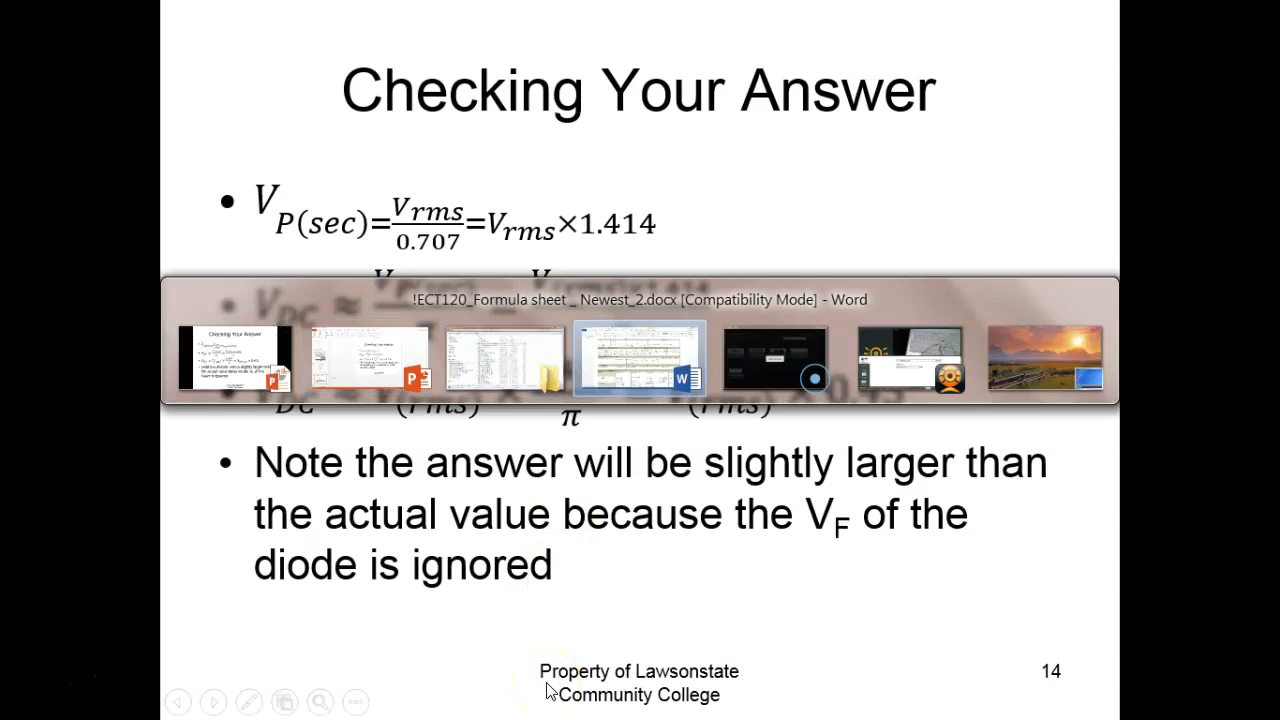 Checking Your Answer
• V_P(sec)=Vrms/0.707=V_rms×1.414
!ECT120_Formula sheet _ Newest_2.docx [Compatibility Mode] - Word
π
• Note the answer will be slightly larger than
the actual value because the V_F of the
diode is ignored
Property of Lawsonstate
Community College
14